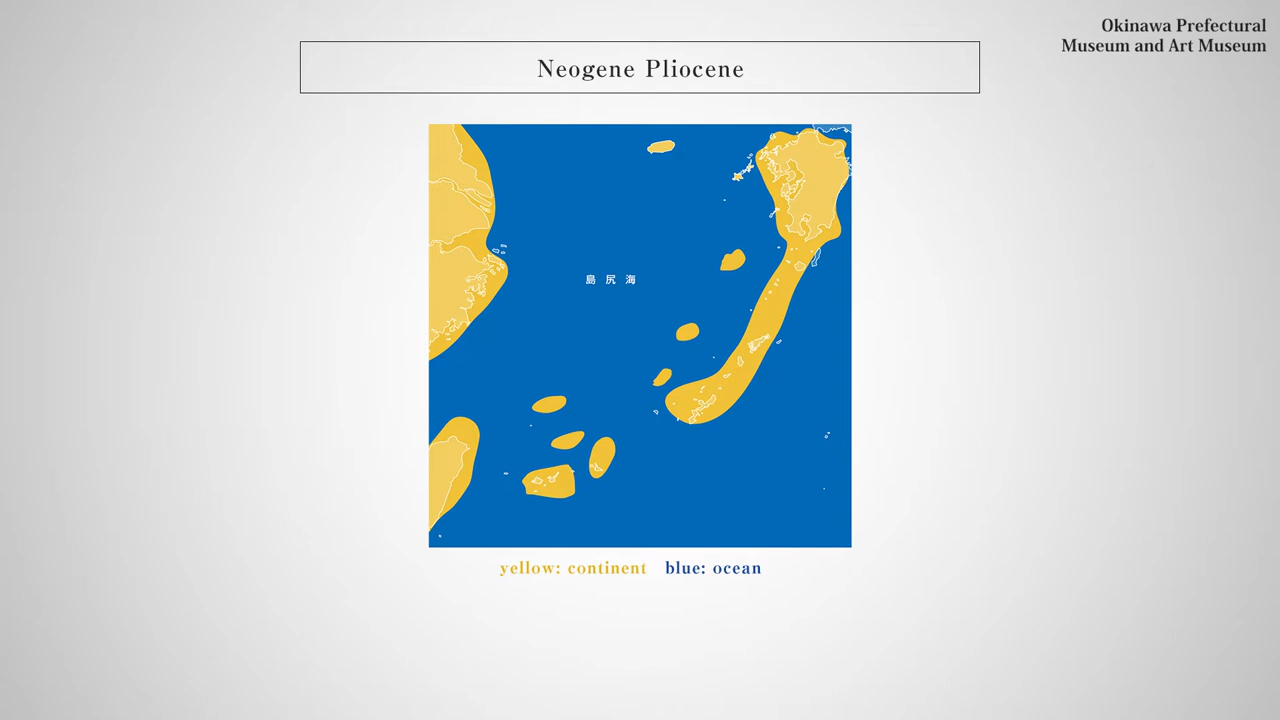 Okinawa Prefectural
Museum and Art Museum
Neogene Pliocene
島尻海
yellow: continent blue: ocean